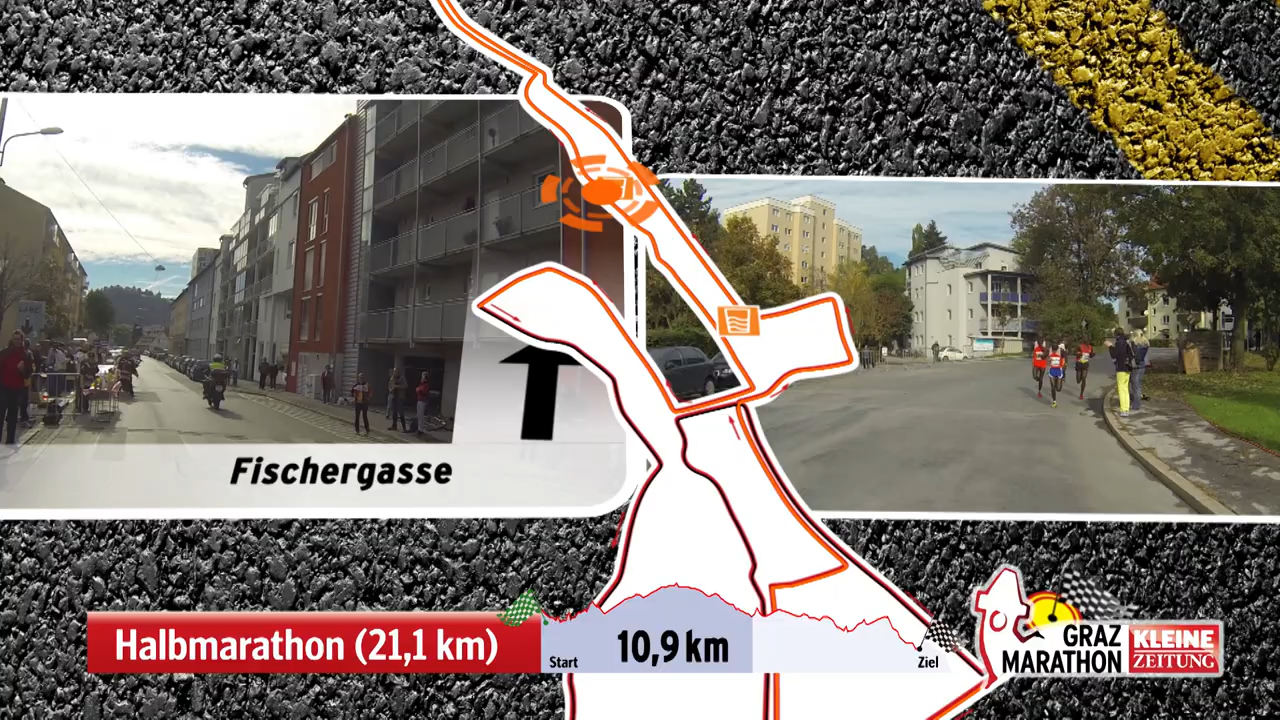 Fischergasse
Halbmarathon (21,1 km)
Start
10,9 km
Ziel
GRAZ
MARATHON
KLEINE
ZEITUNG